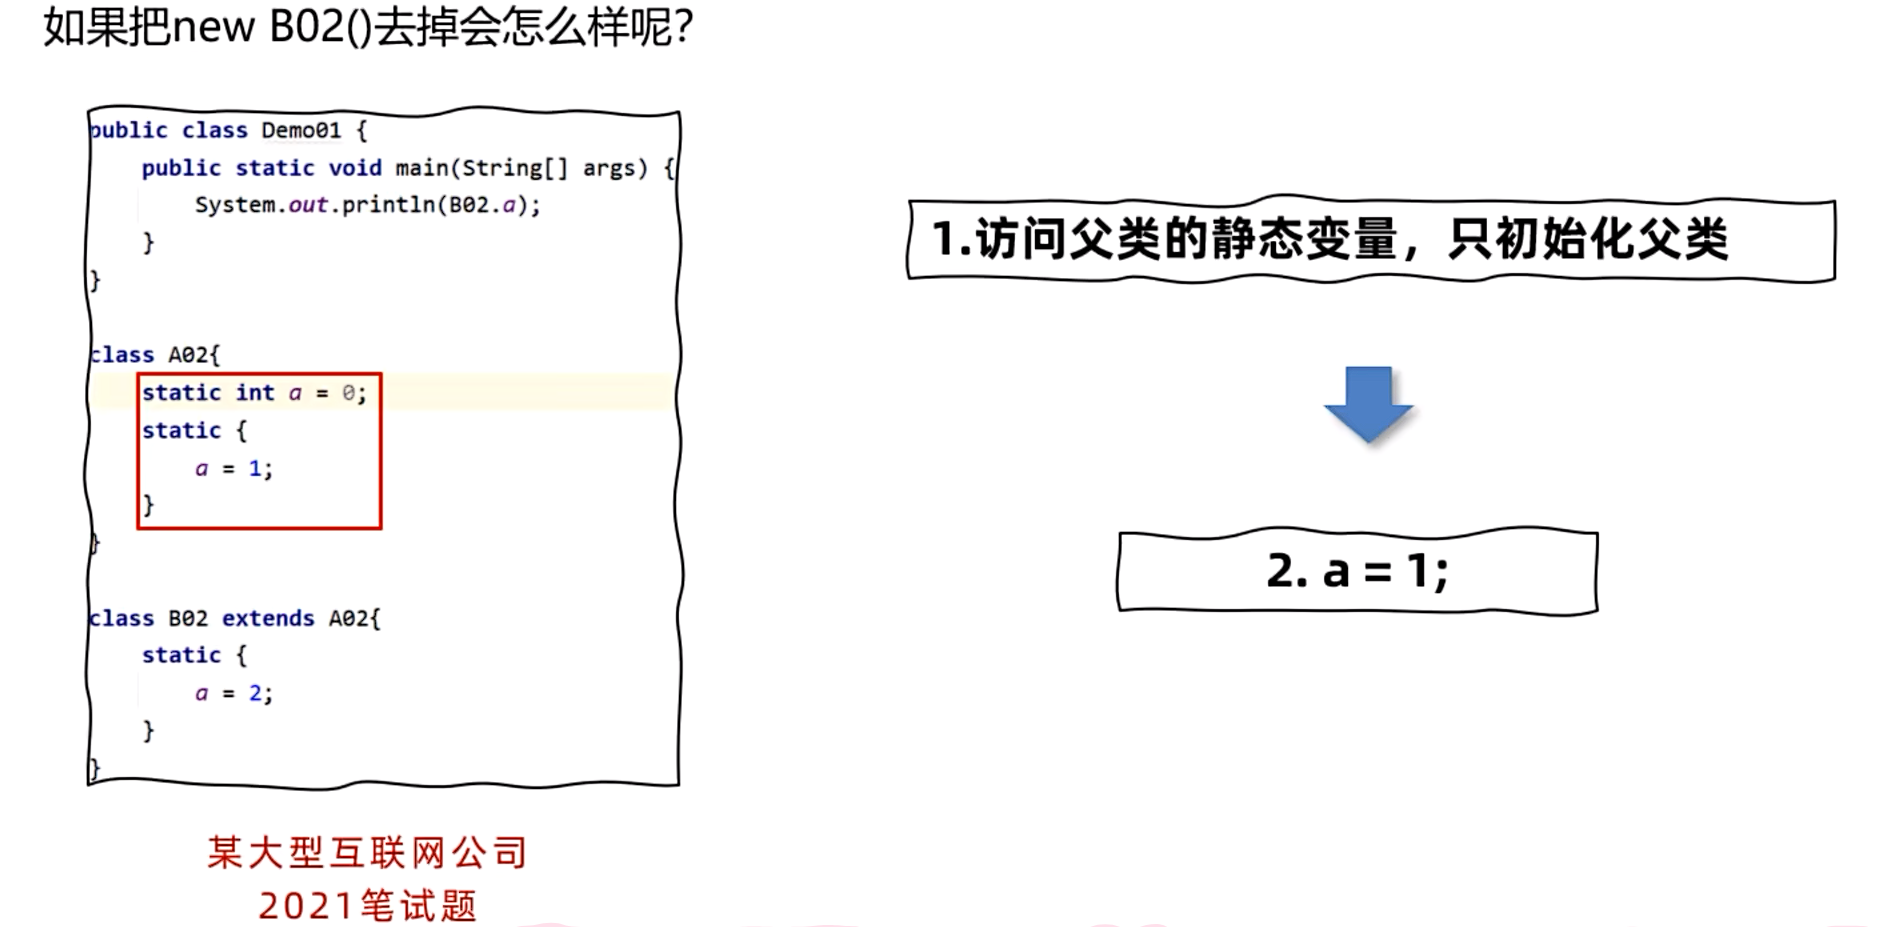 如果把new B02()去掉会怎么样呢?
public class Demo01 {
public static void main(String[] args) {
System.out.println(B02.a);
}
}
class A02{
static int a = 0;
static {
a = 1;
}
}
class B02 extends A02{
static {
a = 2;
}
}
某大型互联网公司
2021笔试题
1.访问父类的静态变量，只初始化父类
2. a = 1;